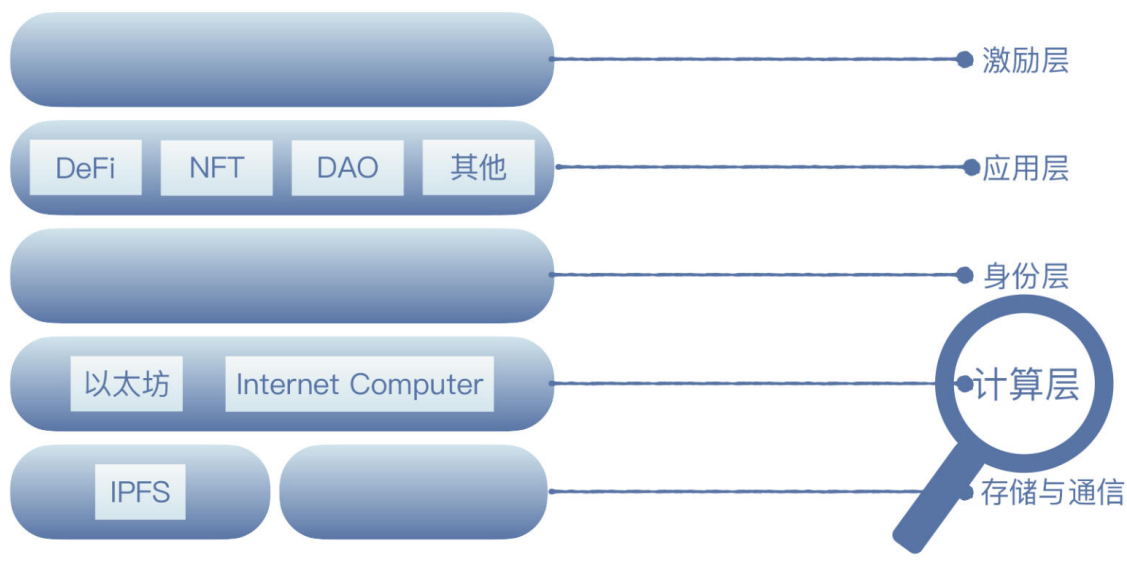 激励层
DeFi NFT DAO 其他 应用层
身份层
以太坊 Internet Computer 计算层
IPFS 存储与通信